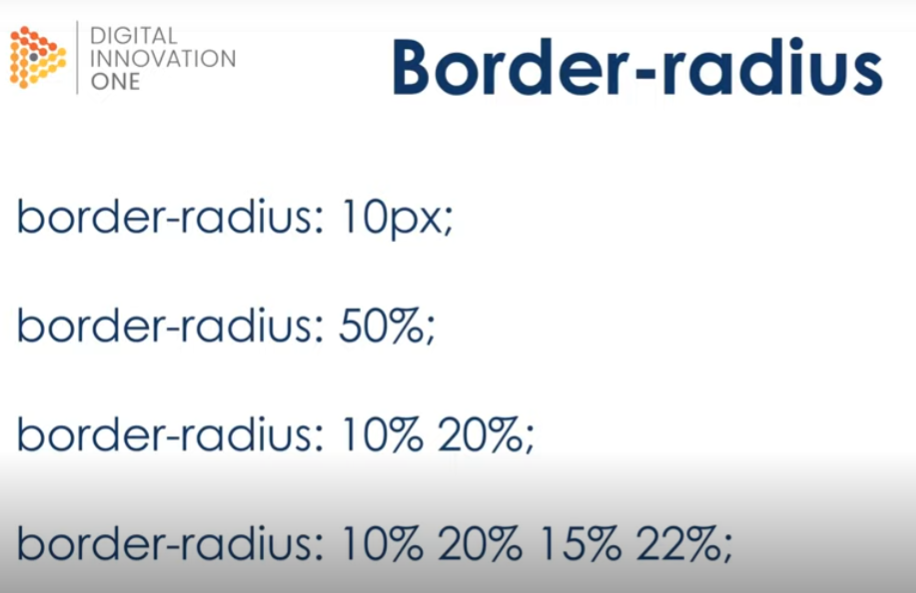 DIGITAL
INNOVATION
ONE
Border-radius
border-radius: 10px;
border-radius: 50%;
border-radius: 10% 20%;
border-radius: 10% 20% 15% 22%;